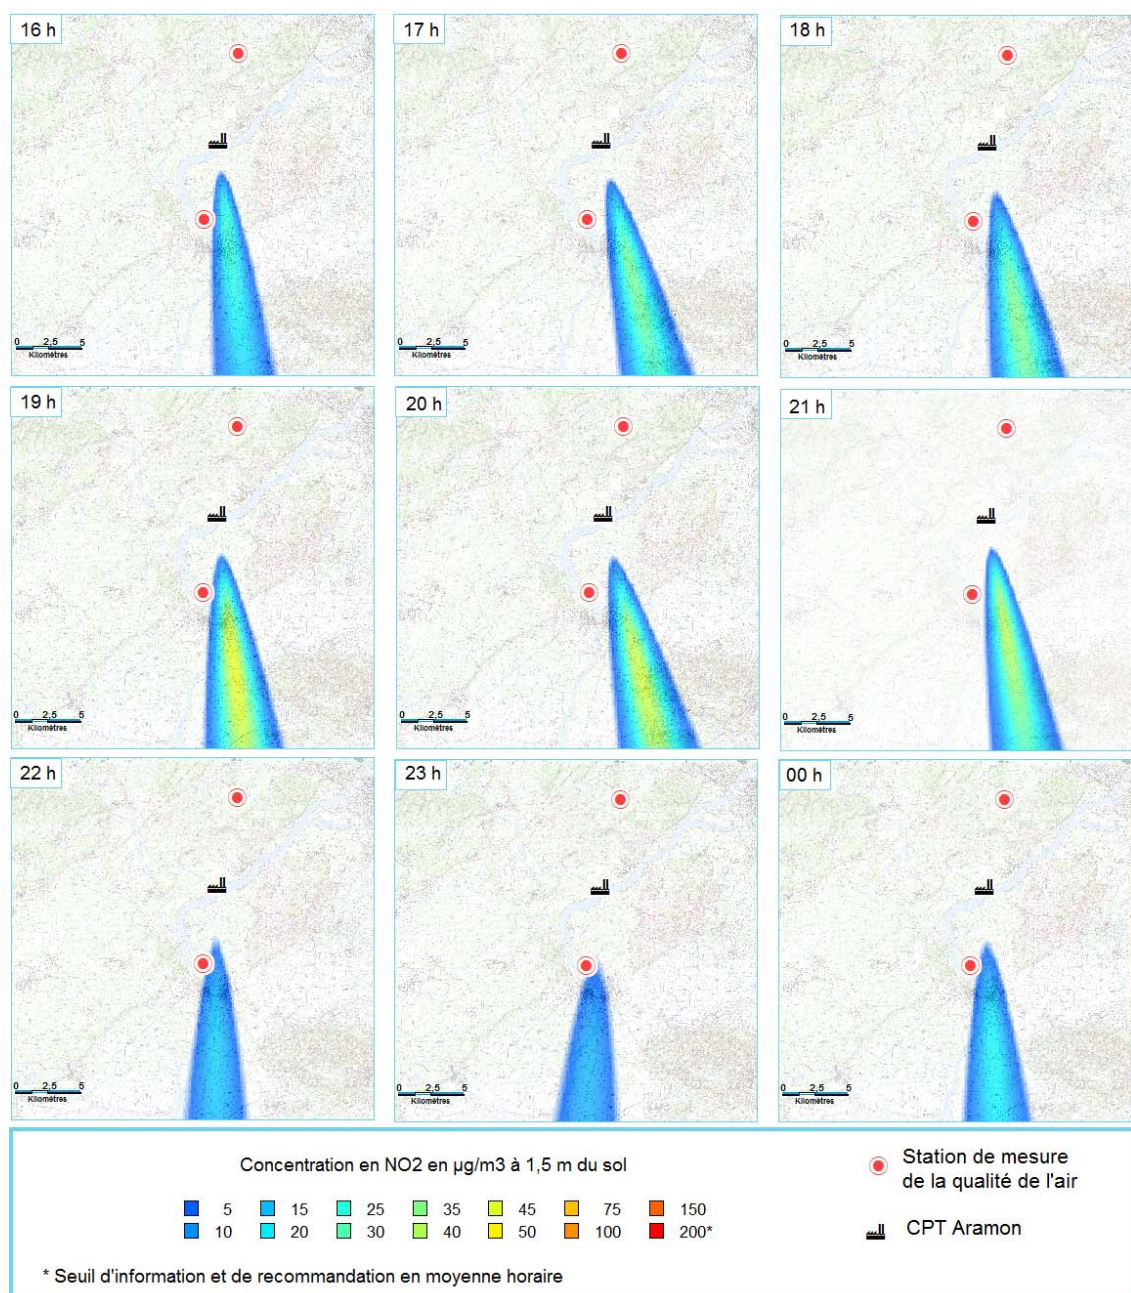 16 h
17 h
18 h
0 2,5 5
Kilomètres
0 2,5 5
Kilomètres
0 2,5 5
Kilomètres
19 h
20 h
21 h
0 2,5 5
Kilomètres
0 2,5 5
Kilomètres
0 2,5 5
Kilomètres
22 h
23 h
00 h
0 2,5 5
Kilomètres
0 2,5 5
Kilomètres
0 2,5 5
Kilomètres
Concentration en NO2 en µg/m3 à 1,5 m du sol
5 15 25 35 45 75 150
10 20 30 40 50 100 200*
Station de mesure
de la qualité de l'air
CPT Aramon
* Seuil d'information et de recommandation en moyenne horaire